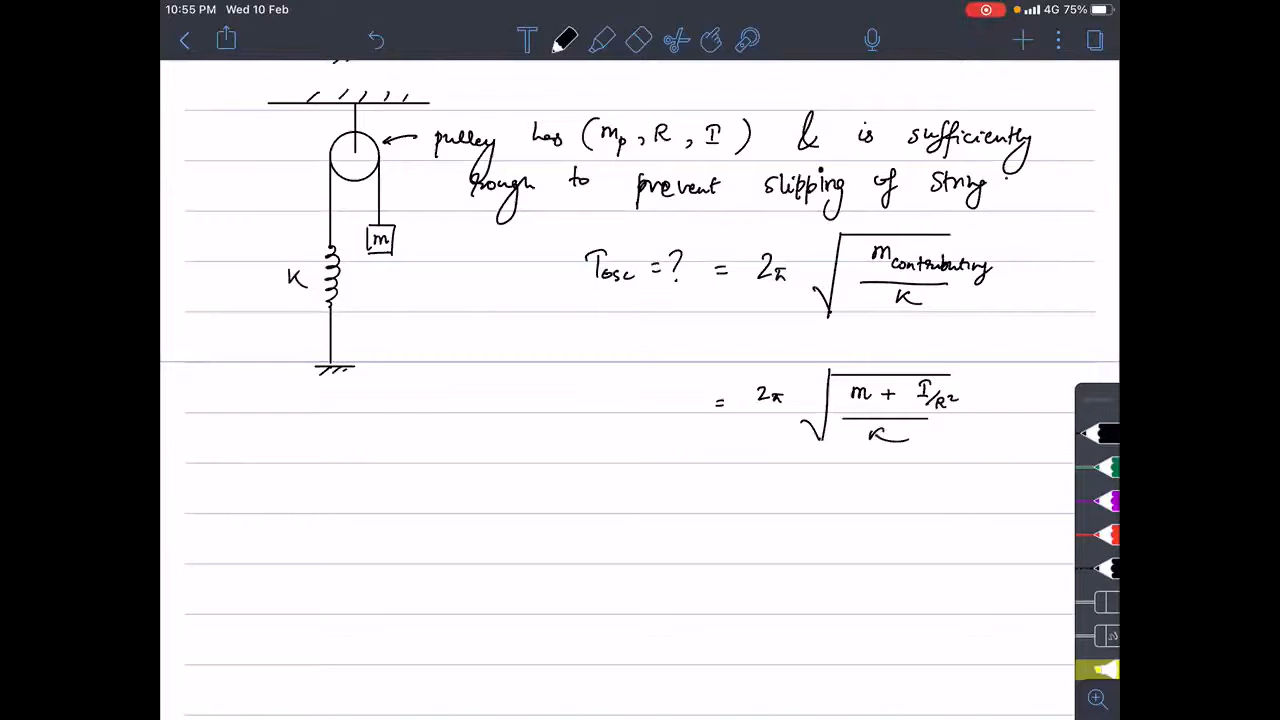 10:55 PM Wed 10 Feb
4G 75%
T
pulley has (mp, R, I) & is sufficiently
rough to prevent slipping of string.
m
K
Tosc = ? = 2π √(mcontributing / K)
= 2π √(m + I/R² / K)